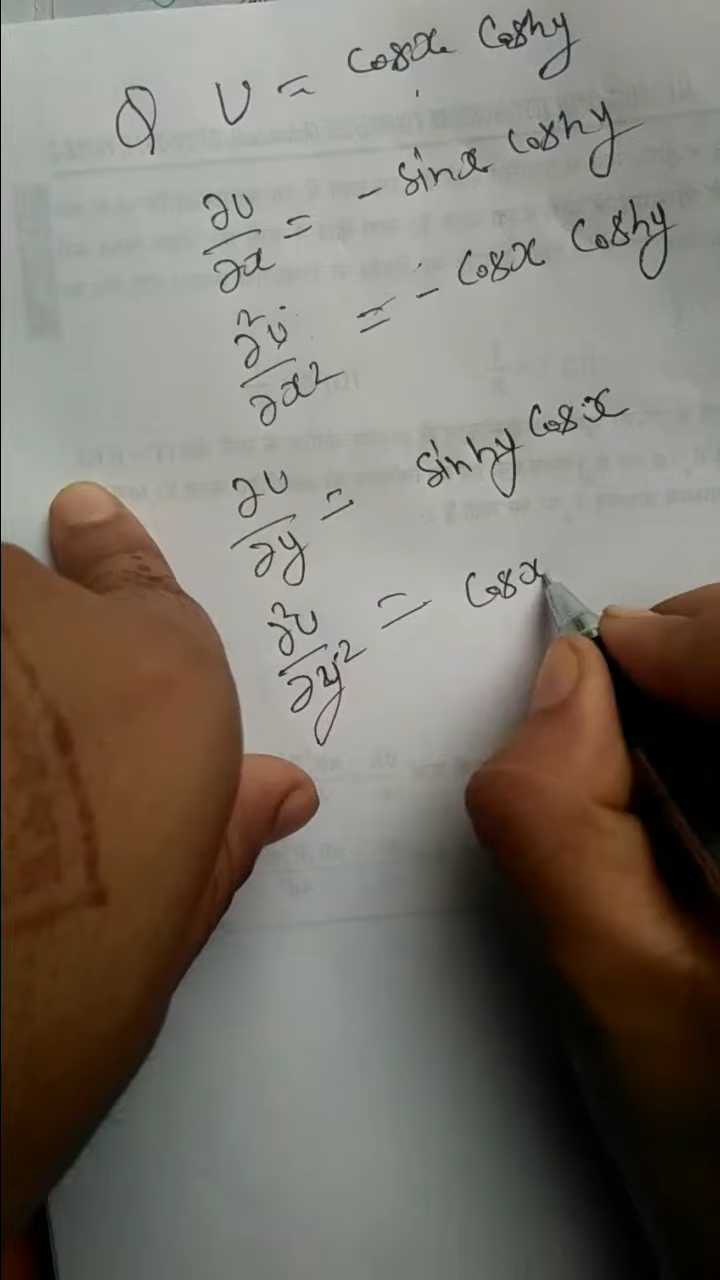 Q U = cosx coshy
∂U/∂x = - sinx coshy
∂²U/∂x² = - cosx coshy
∂U/∂y = sinhy cosx
∂²U/∂y² = cosx